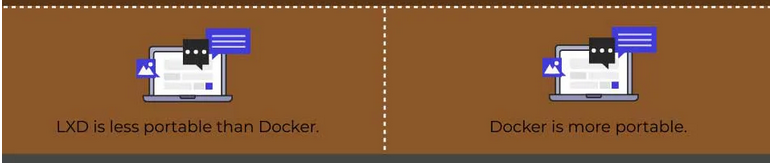 LXD is less portable than Docker.
Docker is more portable.